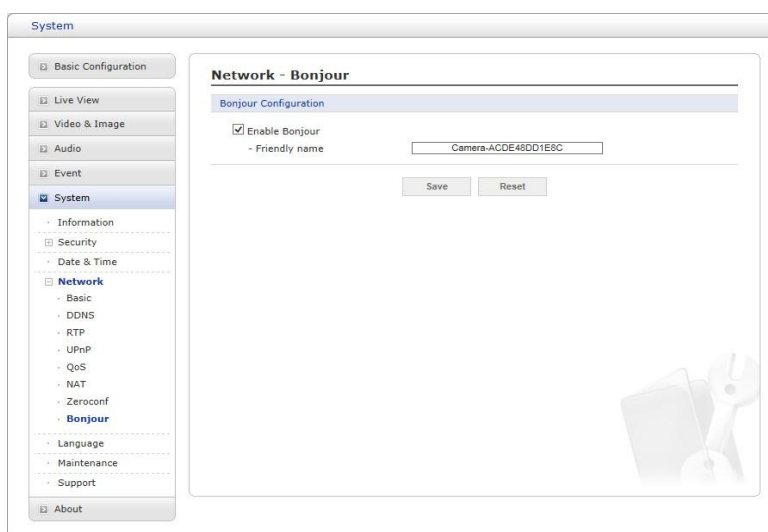 System
Basic Configuration
Live View
Video & Image
Audio
Event
System
Information
Security
Date & Time
Network
Basic
DDNS
RTP
UPnP
QoS
NAT
Zeroconf
Bonjour
Language
Maintenance
Support
About
Network - Bonjour
Bonjour Configuration
Enable Bonjour
- Friendly name Camera-ACDE48DD1E8C
Save Reset